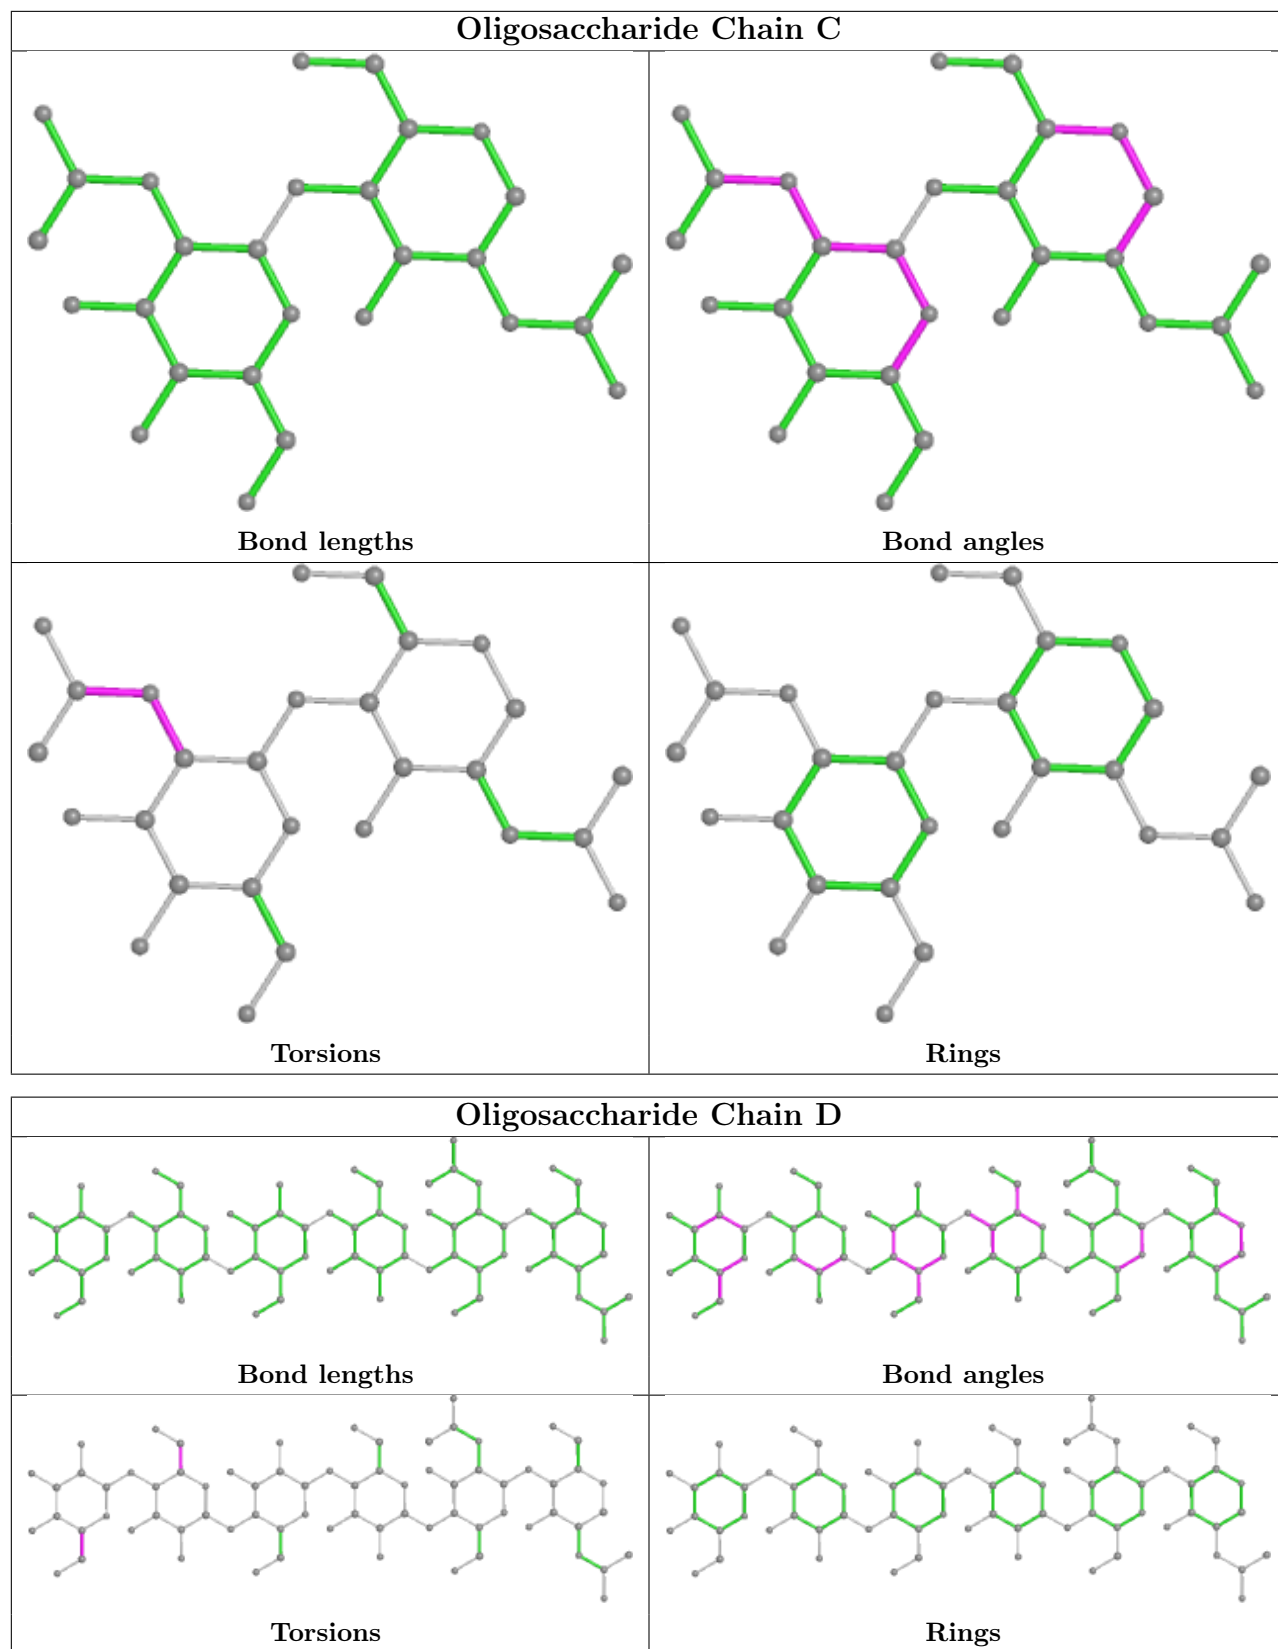 Oligosaccharide Chain C
Bond lengths
Bond angles
Torsions
Rings
Oligosaccharide Chain D
Bond lengths
Bond angles
Torsions
Rings